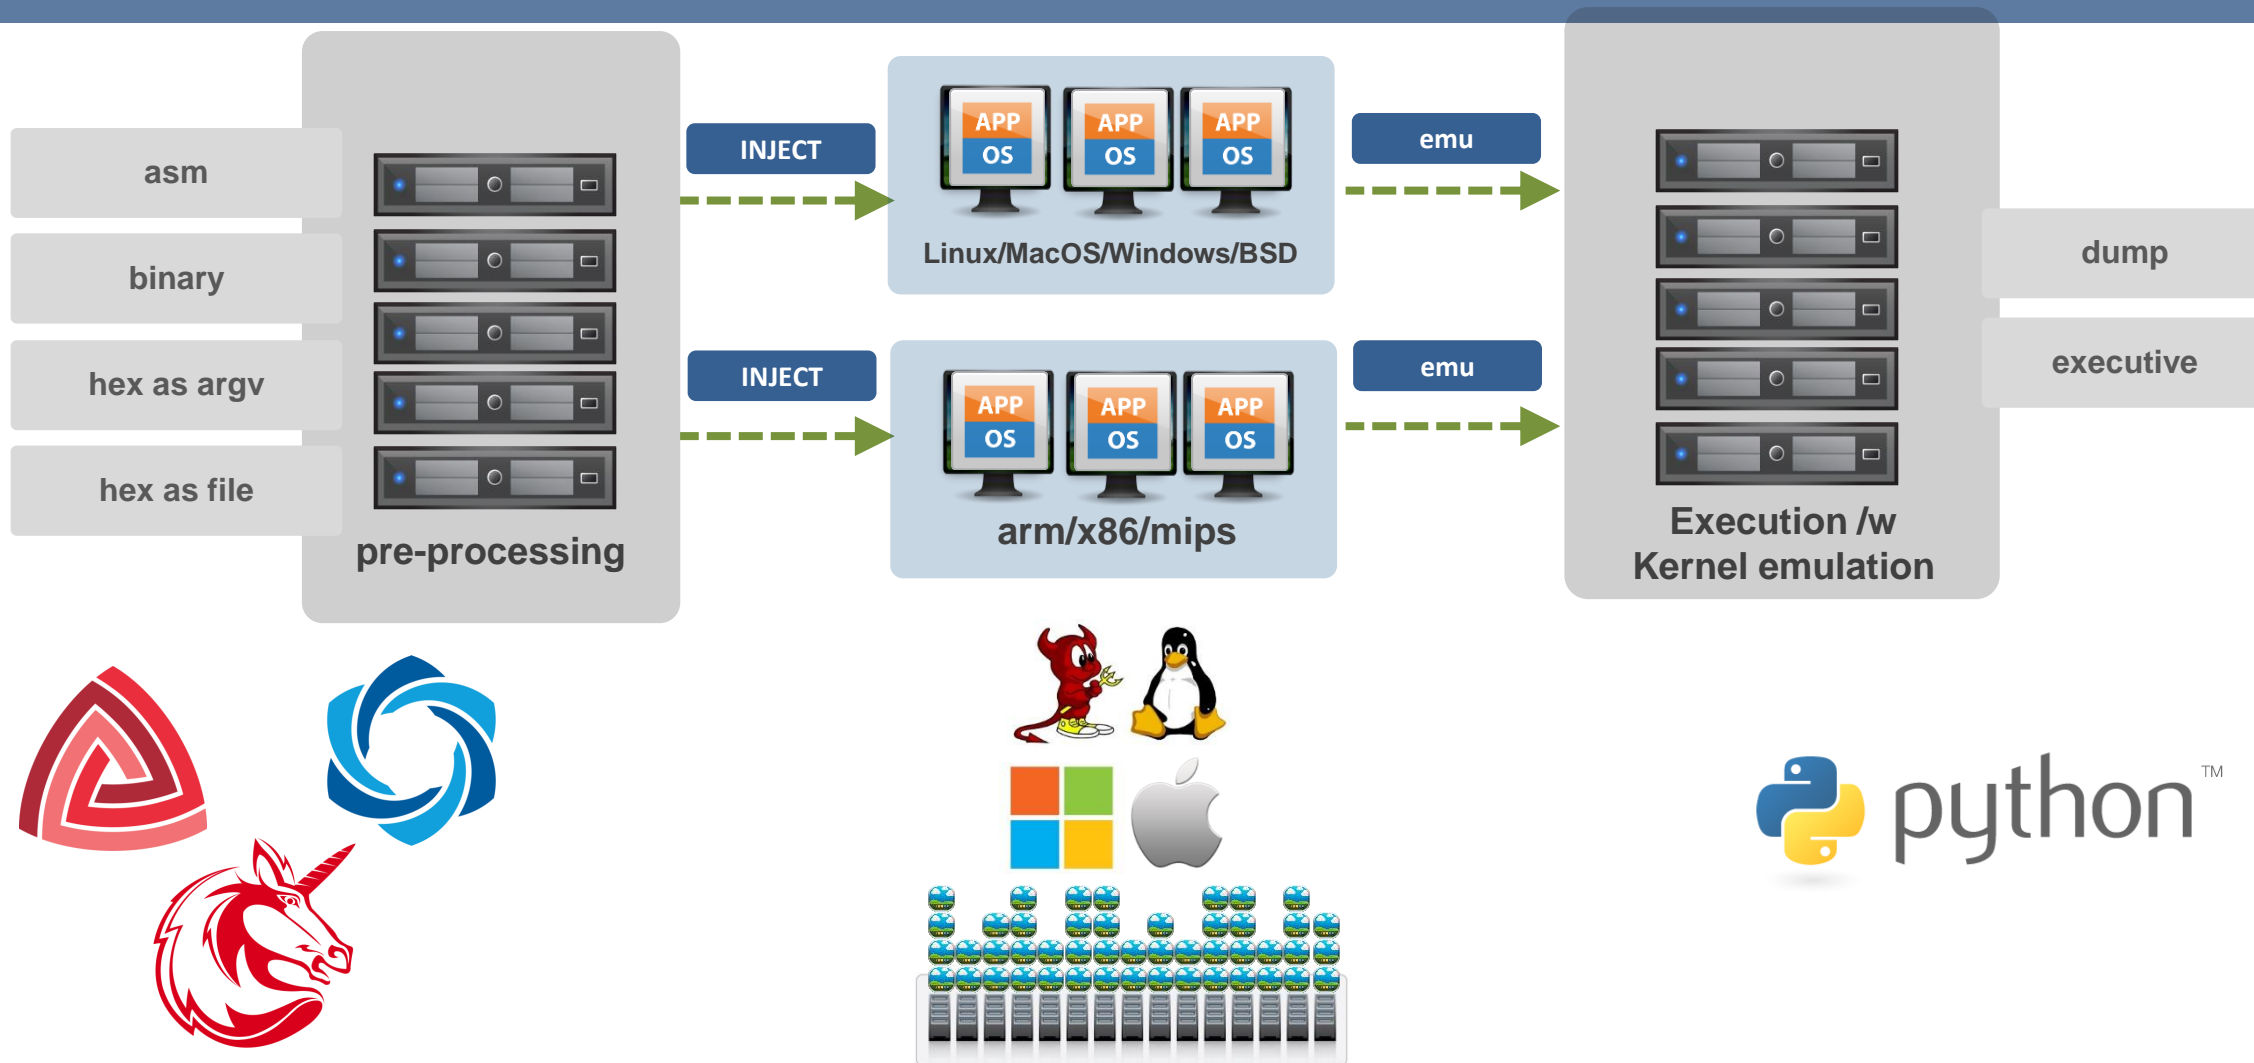 asm
binary
hex as argv
hex as file
pre-processing
INJECT
INJECT
APP
OS
APP
OS
APP
OS
Linux/MacOS/Windows/BSD
APP
OS
APP
OS
APP
OS
arm/x86/mips
emu
emu
Execution /w
Kernel emulation
dump
executive
python™